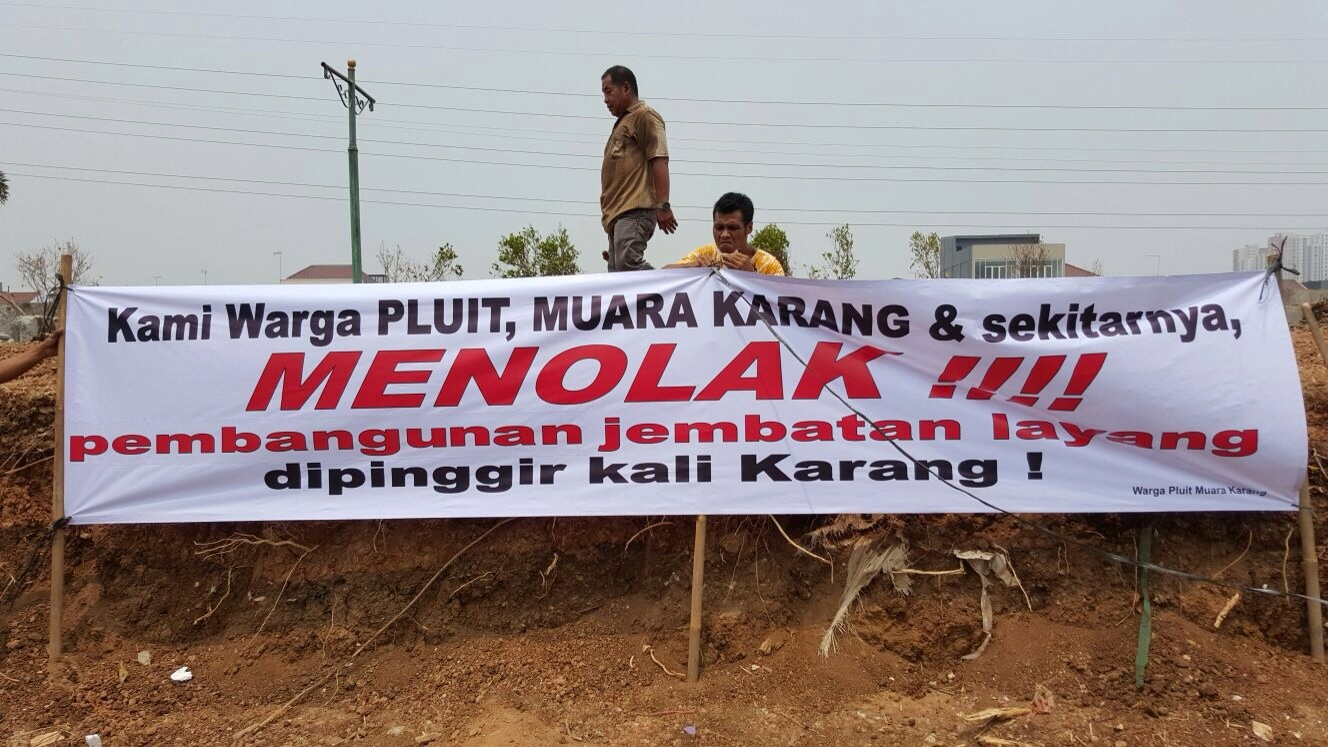 Kami Warga PLUIT, MUARA KARANG & sekitarnya,
MENOLAK !!!!
pembangunan jembatan layang
dipinggir kali Karang !
Warga Pluit Muara Karang